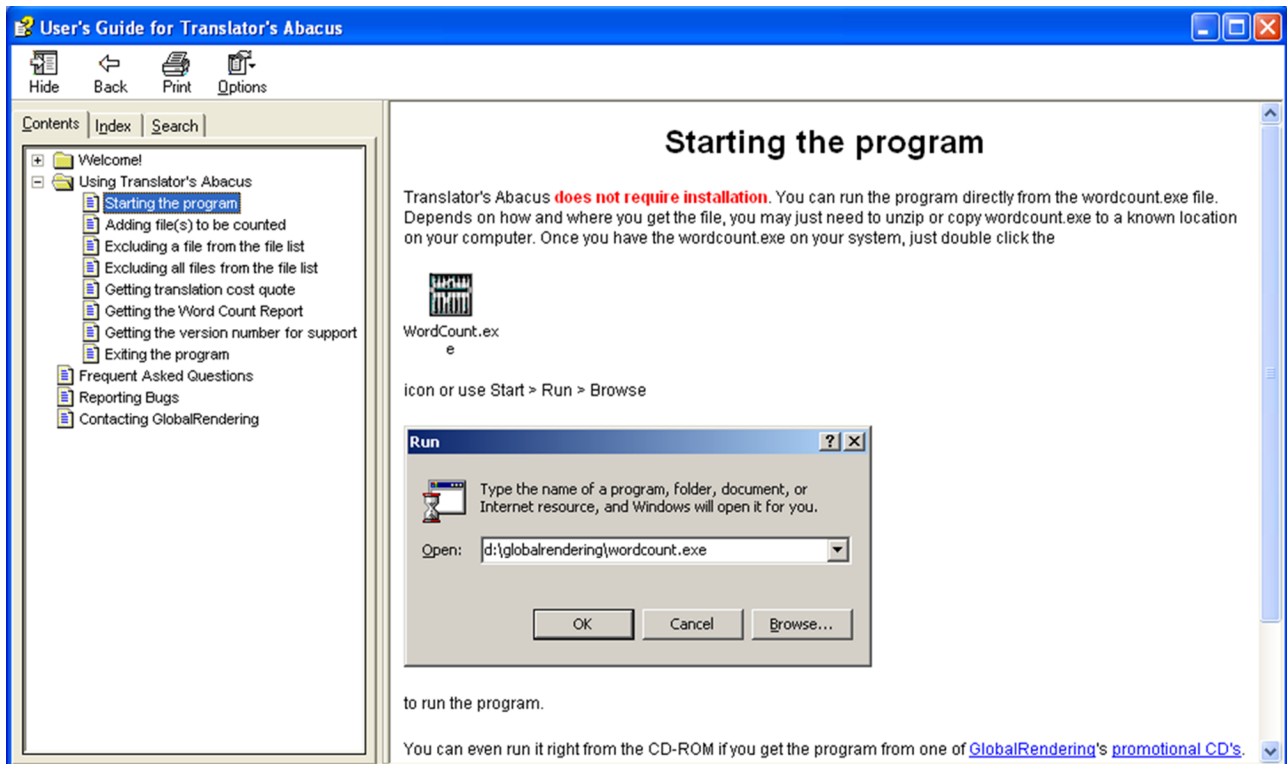 User's Guide for Translator's Abacus
Hide Back Print Options
Contents Index Search
Welcome!
Using Translator's Abacus
Starting the program
Adding file(s) to be counted
Excluding a file from the file list
Excluding all files from the file list
Getting translation cost quote
Getting the Word Count Report
Getting the version number for support
Exiting the program
Frequent Asked Questions
Reporting Bugs
Contacting GlobalRendering
Starting the program
Translator's Abacus does not require installation. You can run the program directly from the wordcount.exe file.
Depends on how and where you get the file, you may just need to unzip or copy wordcount.exe to a known location
on your computer. Once you have the wordcount.exe on your system, just double click the
WordCount.ex
e
icon or use Start > Run > Browse
Run
Type the name of a program, folder, document, or
Internet resource, and Windows will open it for you.
Open: d:\globalrendering\wordcount.exe
OK Cancel Browse...
to run the program.
You can even run it right from the CD-ROM if you get the program from one of GlobalRendering's promotional CD's.